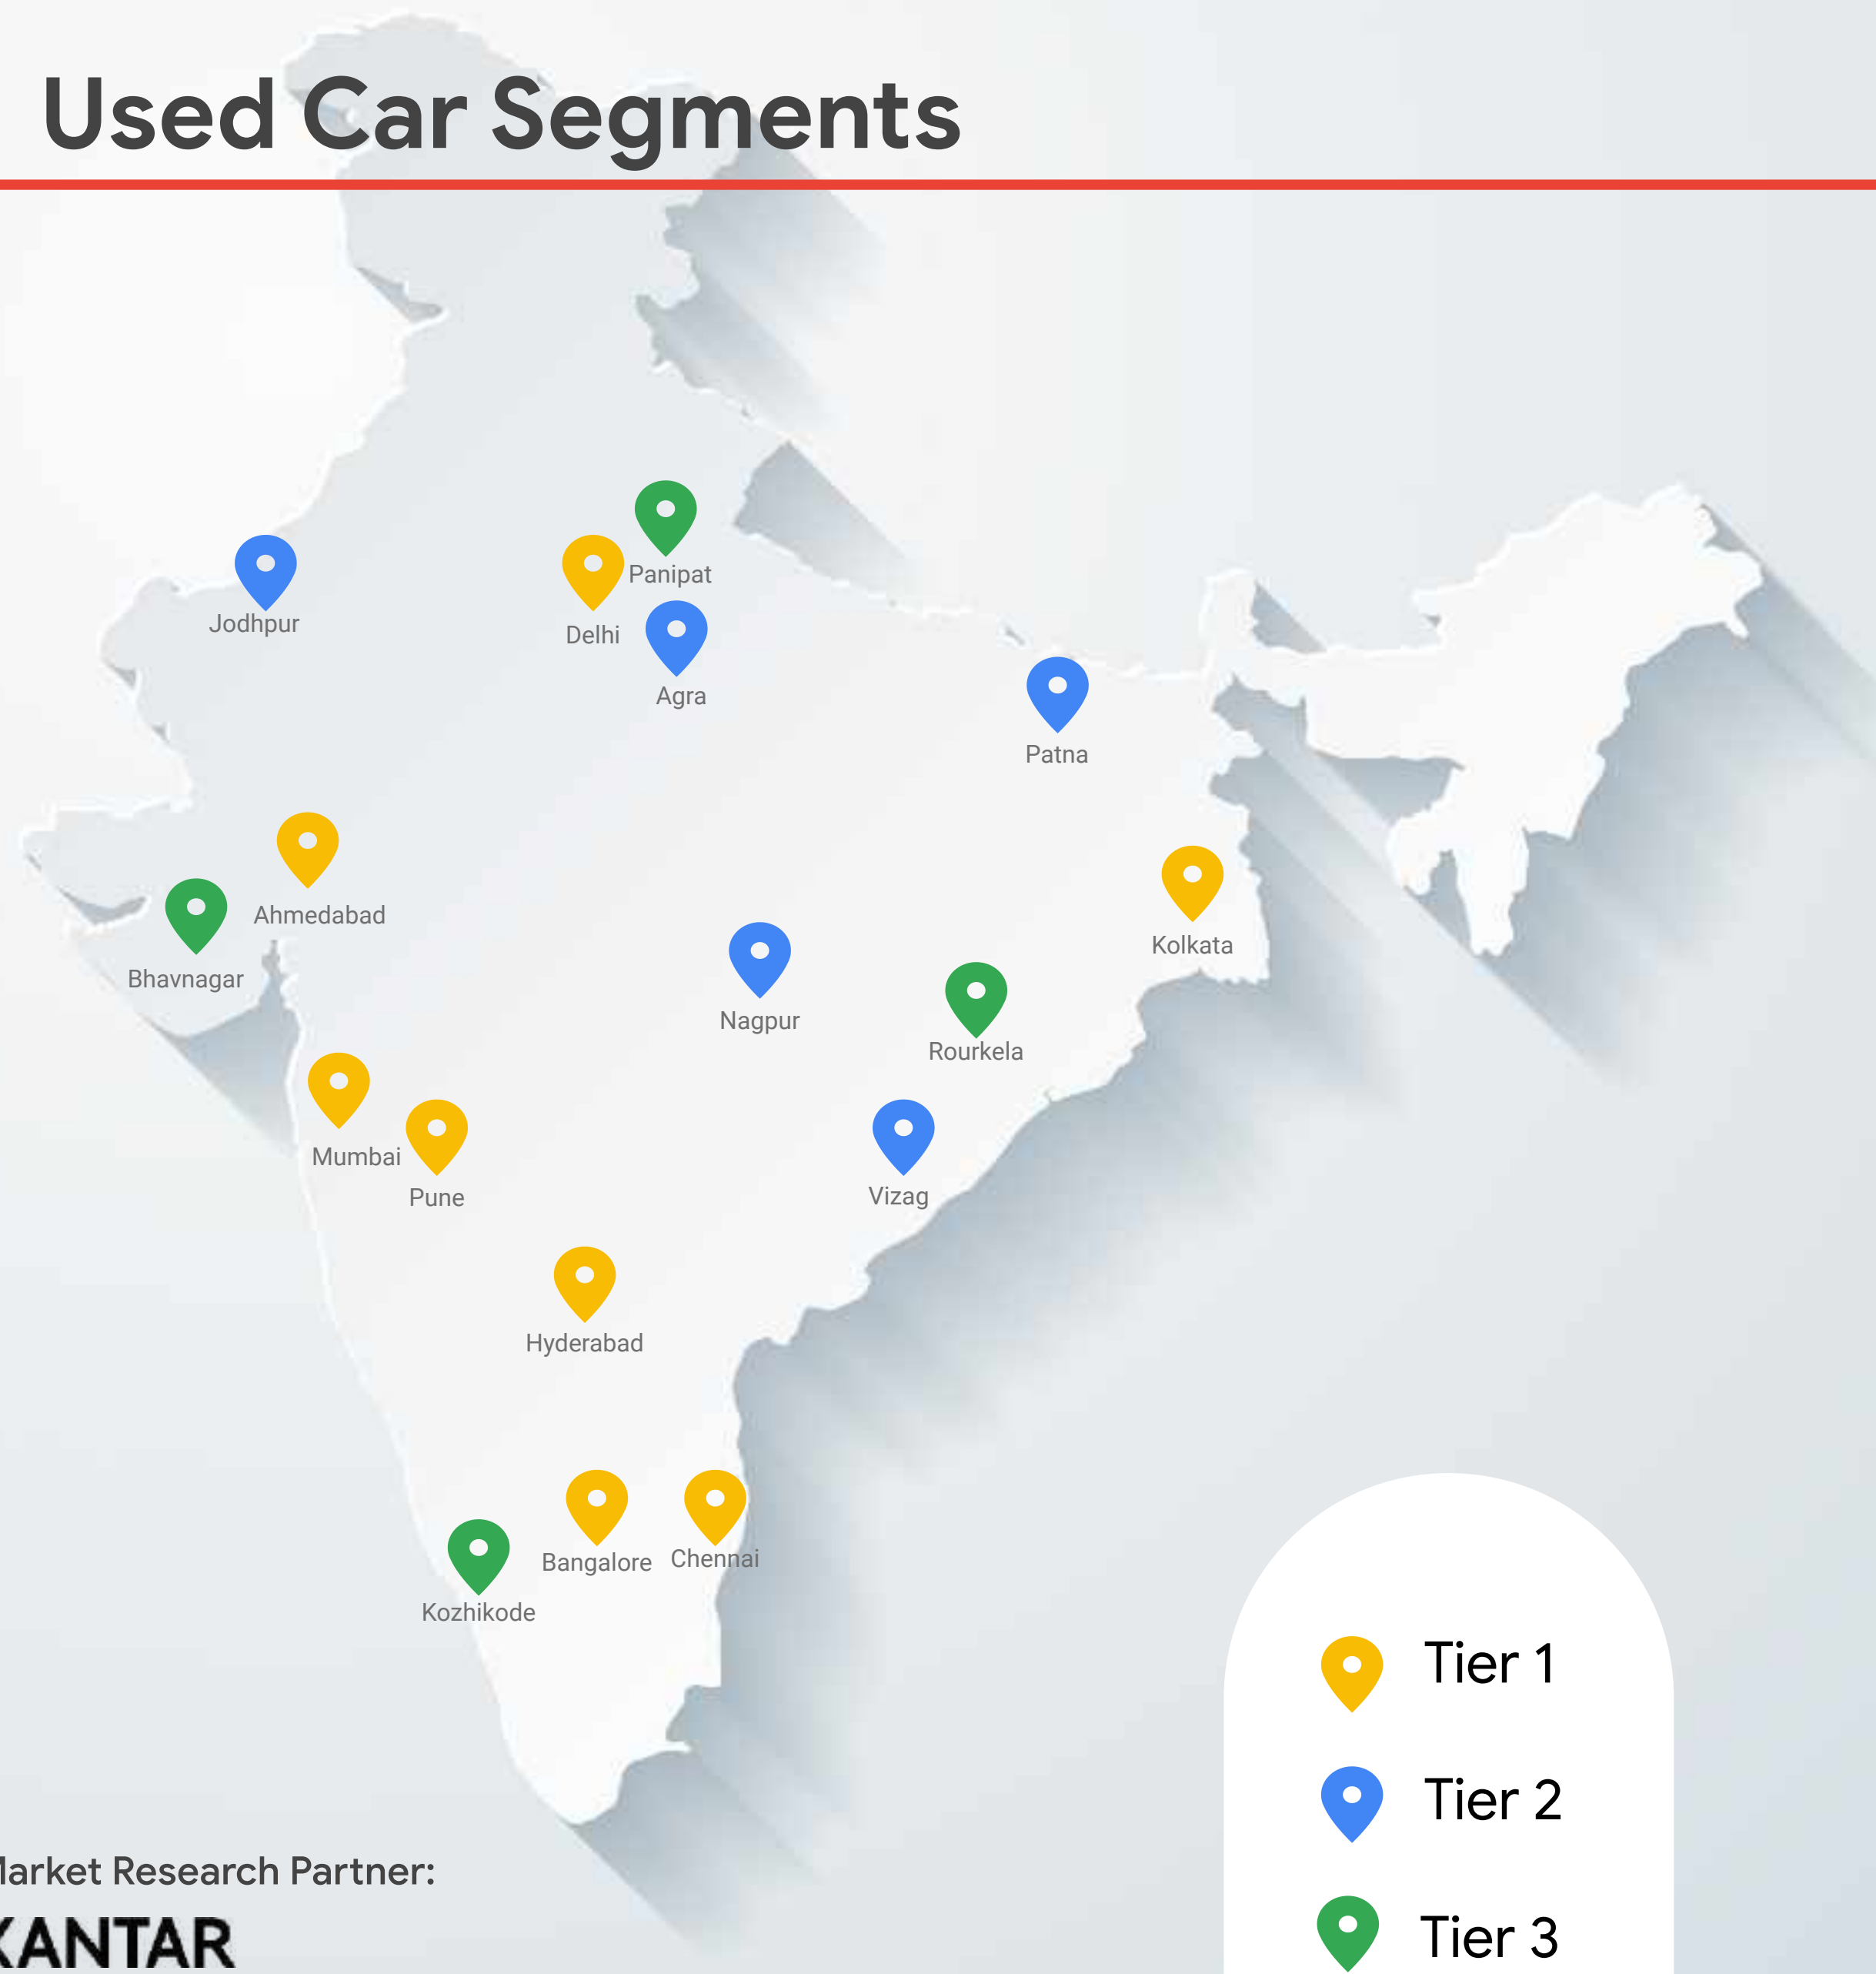 Used Car Segments
Panipat
Jodhpur
Delhi
Agra
Patna
Ahmedabad
Kolkata
Bhavnagar
Nagpur
Rourkela
Mumbai
Pune
Vizag
Hyderabad
Bangalore
Chennai
Kozhikode
Tier 1
Tier 2
Tier 3
Market Research Partner:
KANTAR